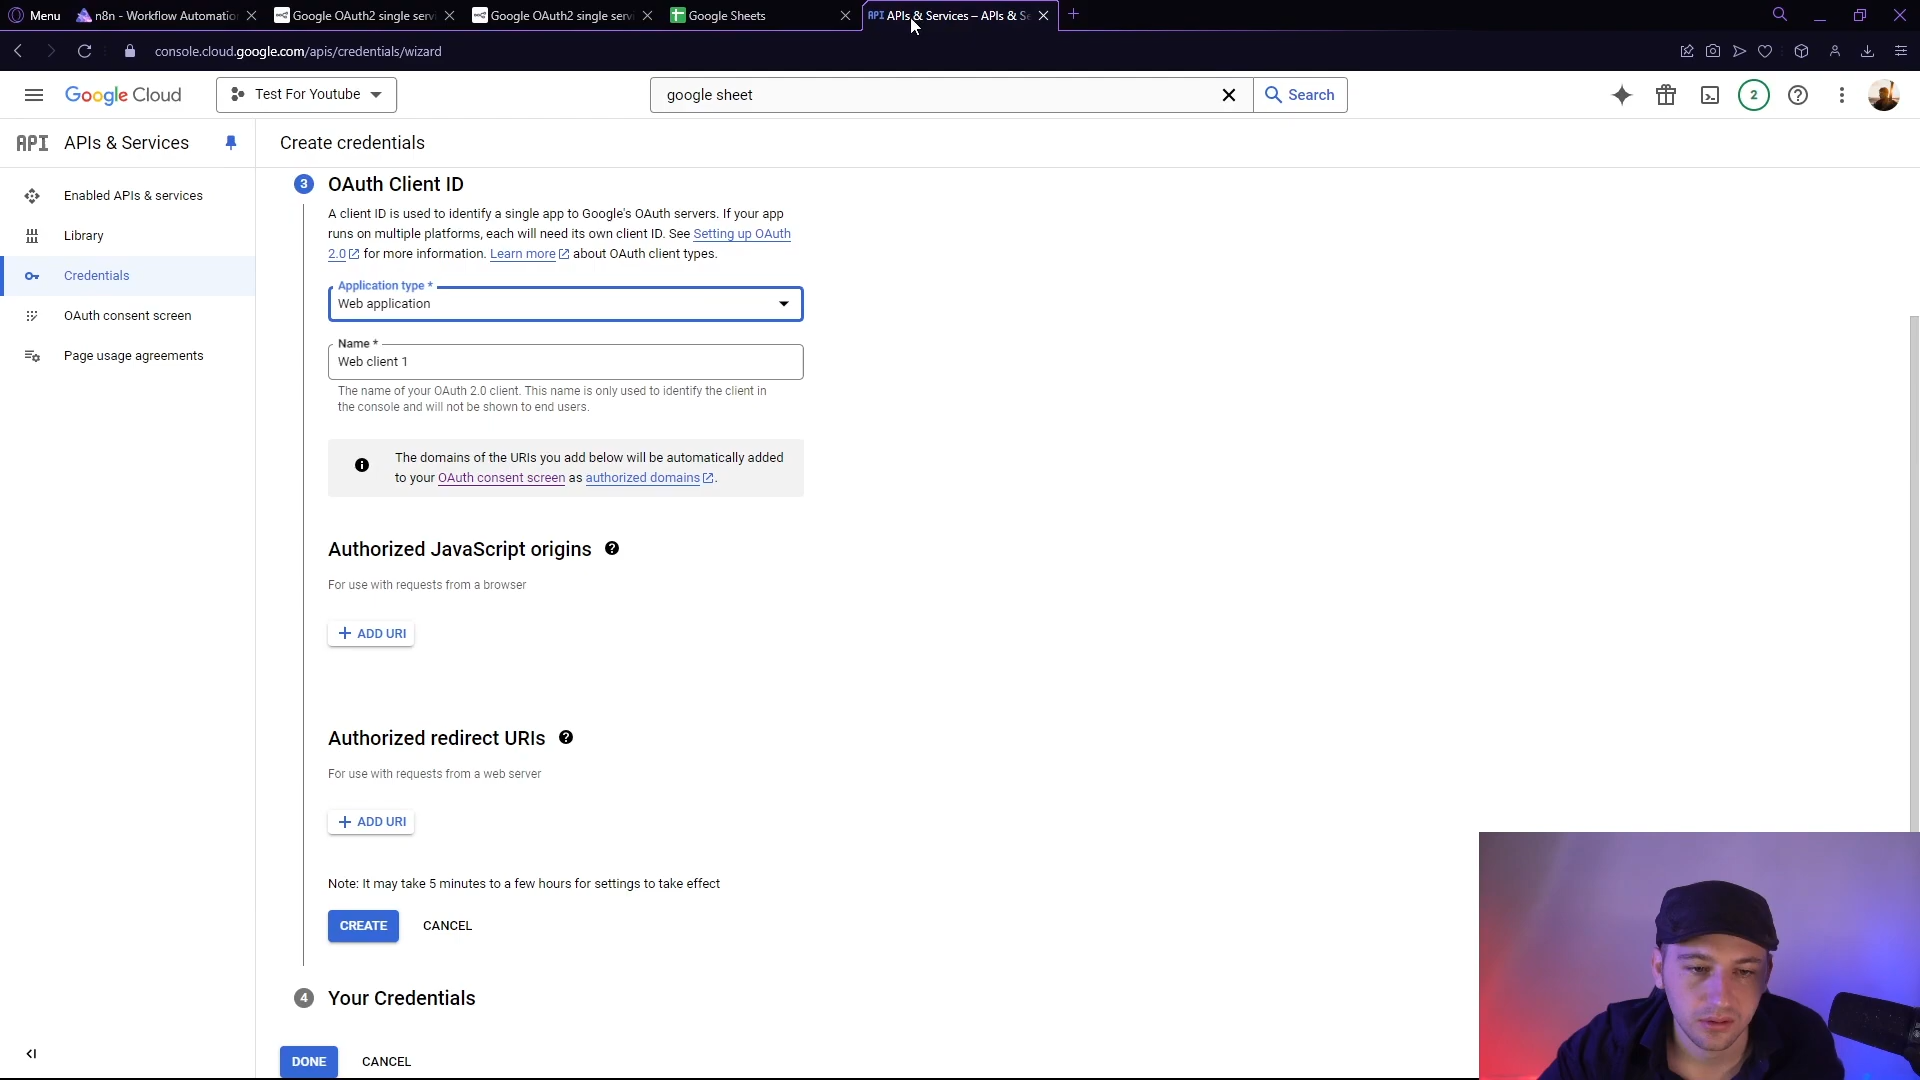 Menu
n8n - Workflow Automatio
Google OAuth2 single servi
Google OAuth2 single servi
Google Sheets
API APIs & Services – APIs & Se
console.cloud.google.com/apis/credentials/wizard
Google Cloud
Test For Youtube
google sheet
Search
2
API APIs & Services
Create credentials
Enabled APIs & services
Library
Credentials
OAuth consent screen
Page usage agreements
3 OAuth Client ID
A client ID is used to identify a single app to Google's OAuth servers. If your app
runs on multiple platforms, each will need its own client ID. See Setting up OAuth
2.0 for more information. Learn more about OAuth client types.
Application type *
Web application
Name *
Web client 1
The name of your OAuth 2.0 client. This name is only used to identify the client in
the console and will not be shown to end users.
The domains of the URIs you add below will be automatically added
to your OAuth consent screen as authorized domains.
Authorized JavaScript origins
For use with requests from a browser
+ ADD URI
Authorized redirect URIs
For use with requests from a web server
+ ADD URI
Note: It may take 5 minutes to a few hours for settings to take effect
CREATE
CANCEL
4 Your Credentials
DONE
CANCEL